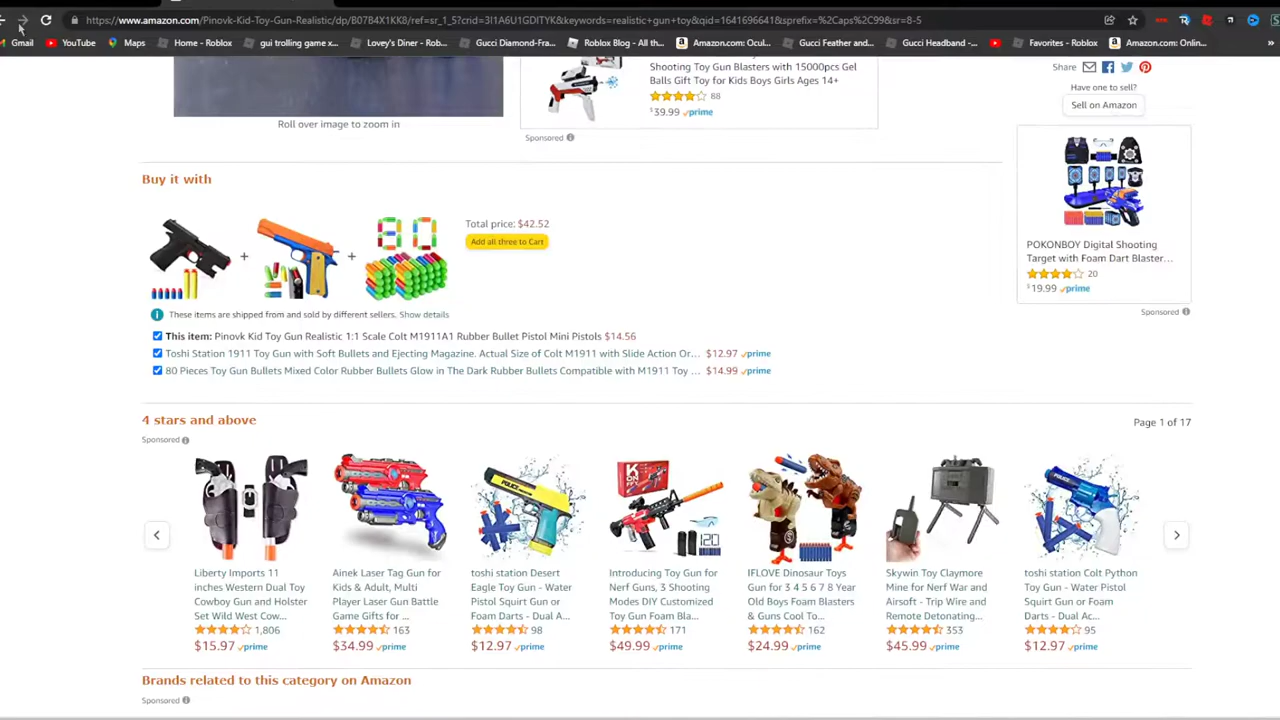 www.amazon.com/Pinovk-Kid-Toy-Gun-Realistic/dp/B07B4X1KK8/ref=sr_1_5?crid=3I1A6U1GDITYK&keywords=realistic+gun+toy&qid=1641696641&sprefix=%2Caps%2C99&sr=8-5
Gmail YouTube Maps Home - Roblox gui trolling game x... Lovey's Diner - Rob... Gucci Diamond-Fra... Roblox Blog - All th... Amazon.com: Ocul... Gucci Feather and... Gucci Headband -... Favorites - Roblox Amazon.com: Onlin... »
Roll over image to zoom in
Shooting Toy Gun Blasters with 15000pcs Gel
Balls Gift Toy for Kids Boys Girls Ages 14+
88
$39.99 prime
Sponsored
Share
Have one to sell?
Sell on Amazon
POKONBOY Digital Shooting
Target with Foam Dart Blaster...
20
$19.99 prime
Sponsored
Buy it with
80
Total price: $42.52
Add all three to Cart
These items are shipped from and sold by different sellers. Show details
This item: Pinovk Kid Toy Gun Realistic 1:1 Scale Colt M1911A1 Rubber Bullet Pistol Mini Pistols $14.56
Toshi Station 1911 Toy Gun with Soft Bullets and Ejecting Magazine. Actual Size of Colt M1911 with Slide Action Or... $12.97 prime
80 Pieces Toy Gun Bullets Mixed Color Rubber Bullets Glow in The Dark Rubber Bullets Compatible with M1911 Toy ... $14.99 prime
4 stars and above
Page 1 of 17
Sponsored
Liberty Imports 11
inches Western Dual Toy
Cowboy Gun and Holster
Set Wild West Cow...
1,806
$15.97 prime
Ainek Laser Tag Gun for
Kids & Adult, Multi
Player Laser Gun Battle
Game Gifts for ...
163
$34.99 prime
POLICE
toshi station Desert
Eagle Toy Gun - Water
Pistol Squirt Gun or
Foam Darts - Dual A...
98
$12.97 prime
120
Introducing Toy Gun for
Nerf Guns, 3 Shooting
Modes DIY Customized
Toy Gun Foam Bla...
171
$49.99 prime
IFLOVE Dinosaur Toys
Gun for 3 4 5 6 7 8 Year
Old Boys Foam Blasters
& Guns Cool To...
162
$24.99 prime
Skywin Toy Claymore
Mine for Nerf War and
Airsoft - Trip Wire and
Remote Detonating...
353
$45.99 prime
POLICE
toshi station Colt Python
Toy Gun - Water Pistol
Squirt Gun or Foam
Darts - Dual Ac...
95
$12.97 prime
Brands related to this category on Amazon
Sponsored